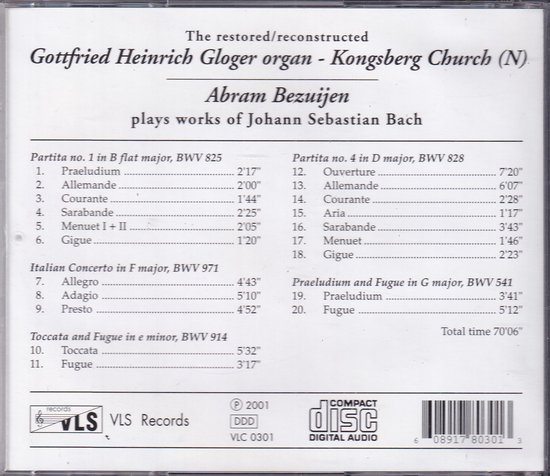 The restored/reconstructed
Gottfried Heinrich Gloger organ - Kongsberg Church (N)
Abram Bezuijen
plays works of Johann Sebastian Bach
Partita no. 1 in B flat major, BWV 825
1. Praeludium 2'17"
2. Allemande 2'00"
3. Courante 1'44"
4. Sarabande 2'25"
5. Menuet I + II 2'05"
6. Gigue 1'20"
Italian Concerto in F major, BWV 971
7. Allegro 4'43"
8. Adagio 5'10"
9. Presto 4'52"
Toccata and Fugue in e minor, BWV 914
10. Toccata 5'32"
11. Fugue 3'17"
Partita no. 4 in D major, BWV 828
12. Ouverture 7'20"
13. Allemande 6'07"
14. Courante 2'28"
15. Aria 1'17"
16. Sarabande 3'43"
17. Menuet 1'46"
18. Gigue 2'23"
Praeludium and Fugue in G major, BWV 541
19. Praeludium 3'41"
20. Fugue 5'12"
Total time 70'06"
records
VLS
VLS Records
℗ 2001
DDD
VLC 0301
COMPACT
disc
DIGITAL AUDIO
6 08917 80301 3